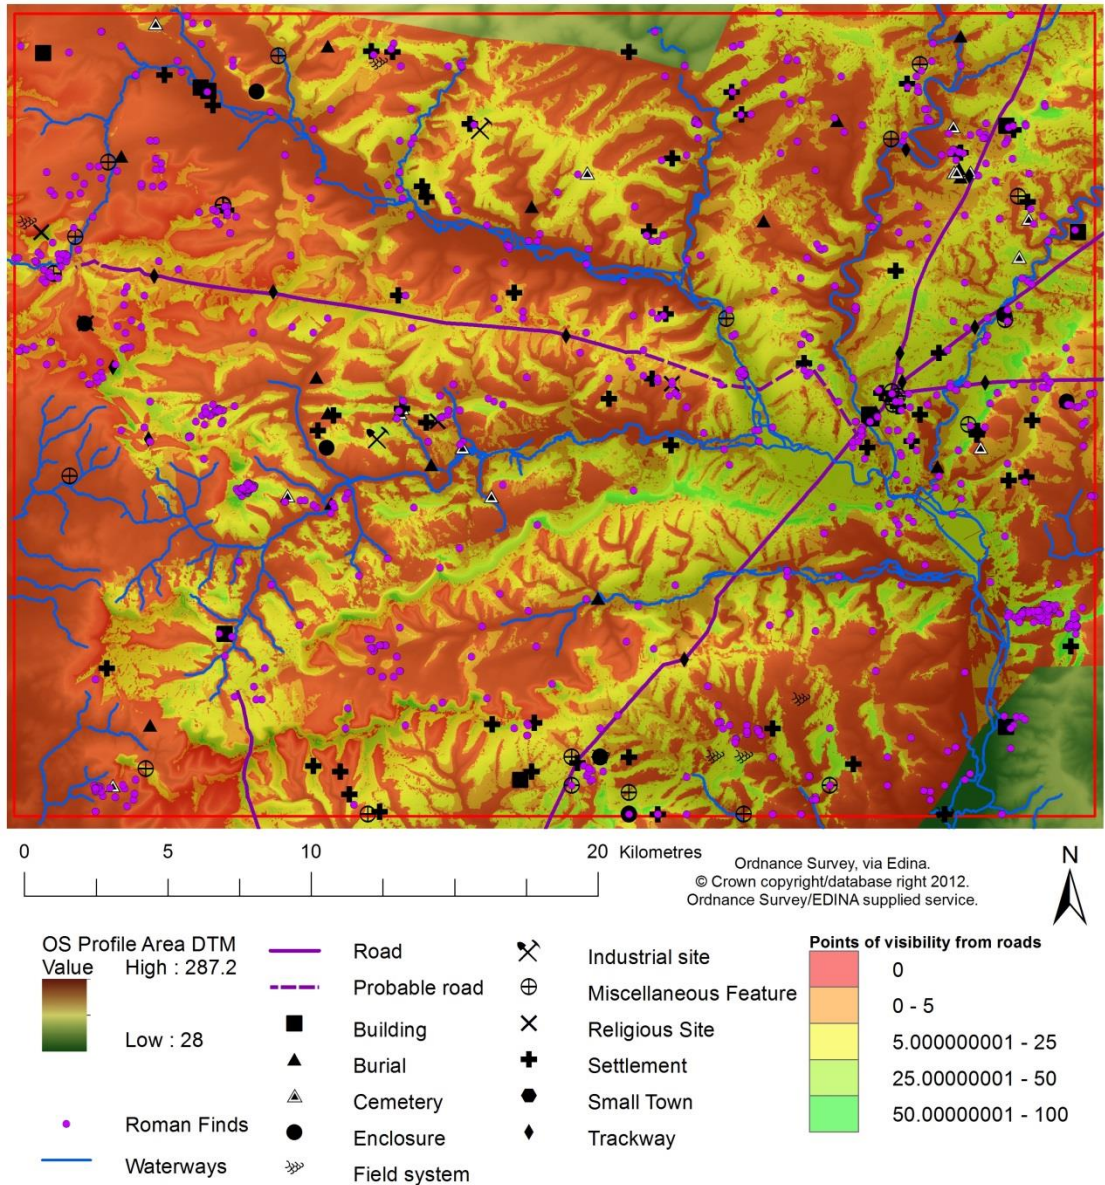 0 5 10 20 Kilometres
Ordnance Survey, via Edina.
© Crown copyright/database right 2012.
Ordnance Survey/EDINA supplied service.
N
OS Profile Area DTM
Value
High : 287.2
Low : 28
Roman Finds
Waterways
Road
Probable road
Building
Burial
Cemetery
Enclosure
Field system
Industrial site
Miscellaneous Feature
Religious Site
Settlement
Small Town
Trackway
Points of visibility from roads
0
0 - 5
5.000000001 - 25
25.00000001 - 50
50.00000001 - 100